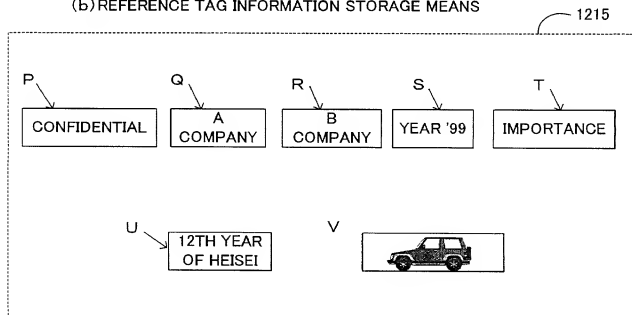 (b)REFERENCE TAG INFORMATION STORAGE MEANS
1215
P
Q
R
S
T
CONFIDENTIAL
A
COMPANY
B
COMPANY
YEAR '99
IMPORTANCE
U
V
12TH YEAR
OF HEISEI